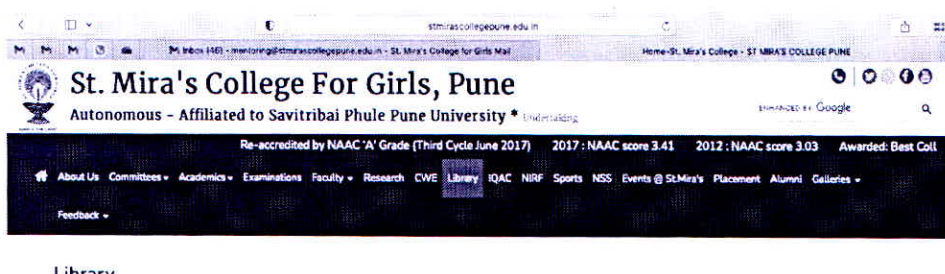 stmirascollegepune.edu.in
Inbox (46) - mentoring@stmirascollegepune.edu.in - St. Mira's College for Girls Mail
Home-St. Mira's College - ST MIRA'S COLLEGE PUNE
St. Mira's College For Girls, Pune
Autonomous - Affiliated to Savitribai Phule Pune University * Undertaking
ENHANCED BY Google
Re-accredited by NAAC 'A' Grade (Third Cycle June 2017) 2017 : NAAC score 3.41 2012 : NAAC score 3.03 Awarded: Best Coll
About Us Committees Academics Examinations Faculty Research CWE Library IQAC NIRF Sports NSS Events @ St.Mira's Placement Alumni Galleries
Feedback
Library